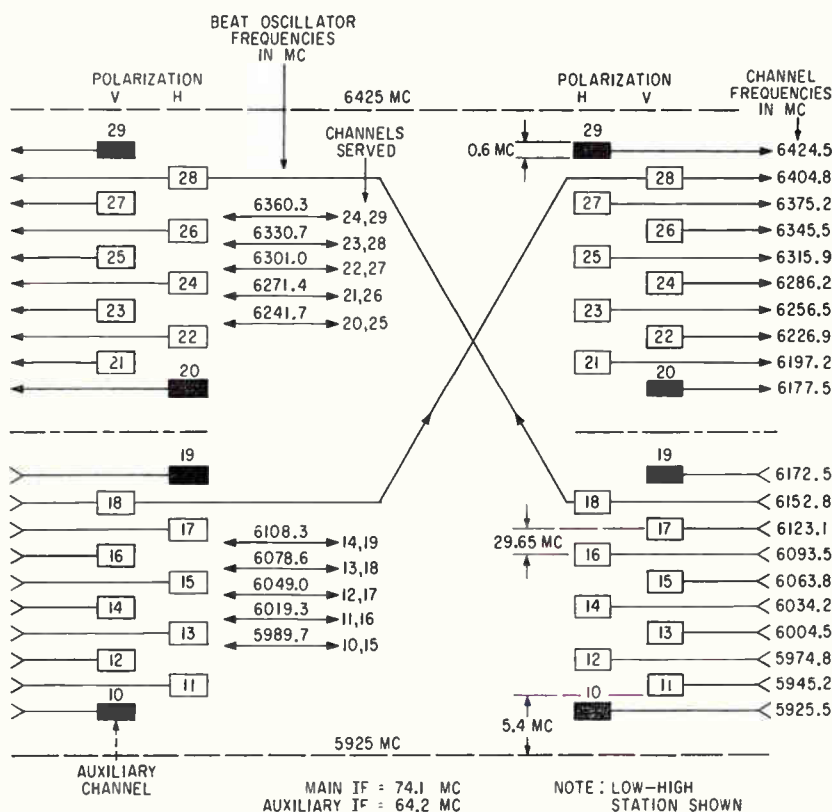 BEAT OSCILLATOR
FREQUENCIES
IN MC
POLARIZATION
V H
6425 MC
POLARIZATION
H V
CHANNEL
FREQUENCIES
IN MC
CHANNELS
SERVED
29
28
27
26
25
24
23
22
21
20
6360.3 24,29
6330.7 23,28
6301.0 22,27
6271.4 21,26
6241.7 20,25
0.6 MC
29 6424.5
28 6404.8
27 6375.2
26 6345.5
25 6315.9
24 6286.2
23 6256.5
22 6226.9
21 6197.2
20 6177.5
19
18
17
16
15
14
13
12
11
10
6108.3 14,19
6078.6 13,18
6049.0 12,17
6019.3 11,16
5989.7 10,15
29.65 MC
19 6172.5
18 6152.8
17 6123.1
16 6093.5
15 6063.8
14 6034.2
13 6004.5
12 5974.8
11 5945.2
10 5925.5
5.4 MC
5925 MC
AUXILIARY
CHANNEL
MAIN IF = 74.1 MC
AUXILIARY IF = 64.2 MC
NOTE: LOW-HIGH
STATION SHOWN